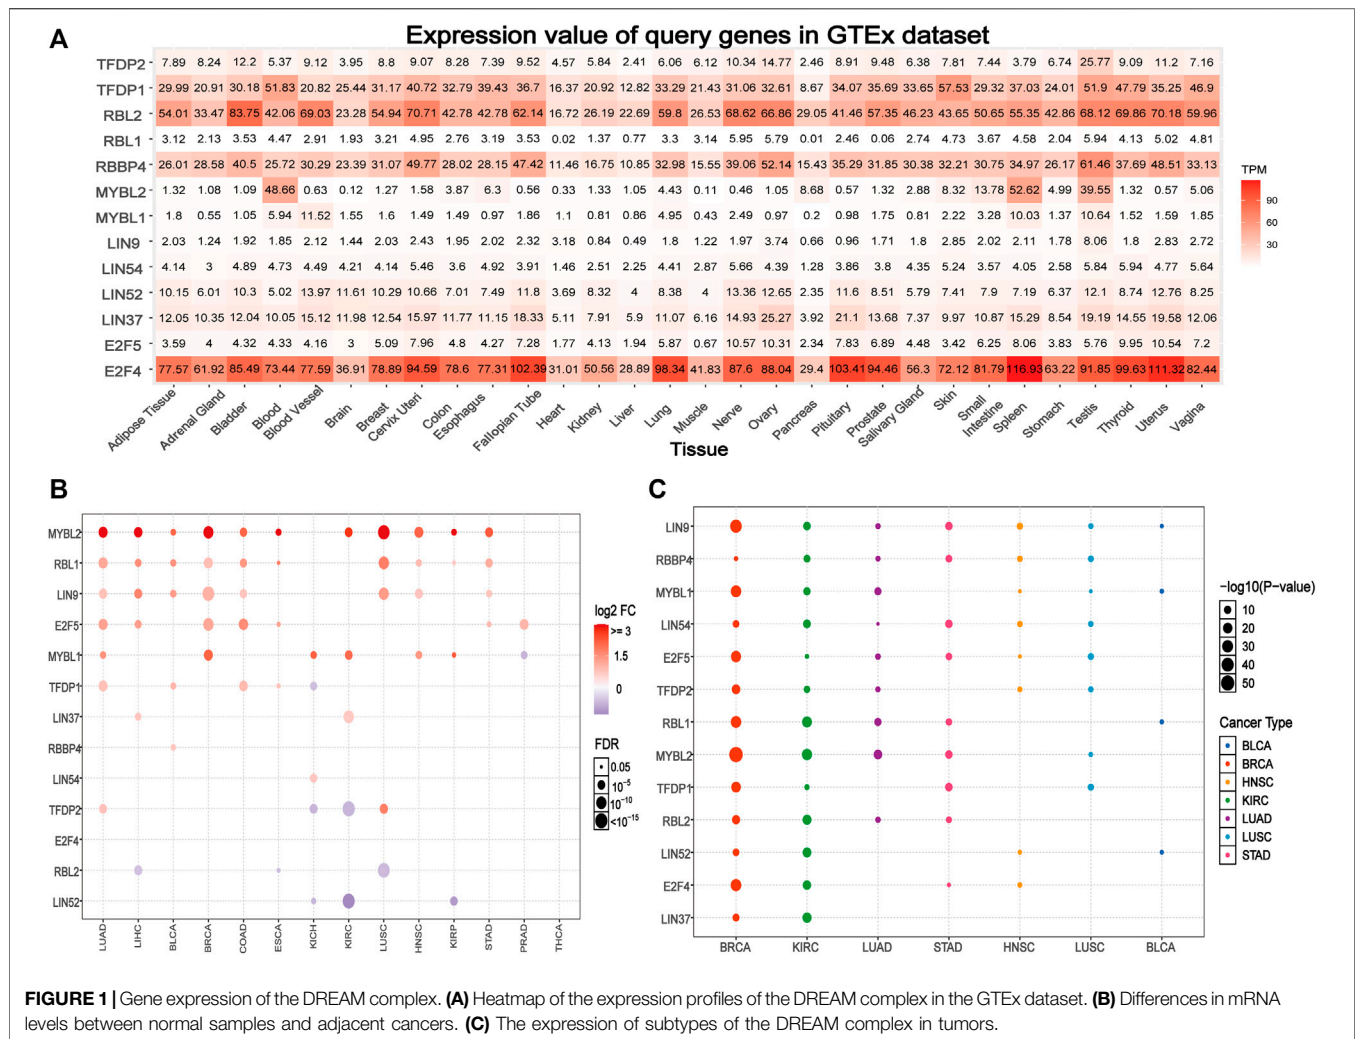 A
Expression value of query genes in GTEx dataset
TFDP2 7.89 8.24 12.2 5.37 9.12 3.95 8.8 9.07 8.28 7.39 9.52 4.57 5.84 2.41 6.06 6.12 10.34 14.77 2.46 8.91 9.48 6.38 7.81 7.44 3.79 6.74 25.77 9.09 11.2 7.16
TFDP1 29.99 20.91 30.18 51.83 20.82 25.44 31.17 40.72 32.79 39.43 36.7 16.37 20.92 12.82 33.29 21.43 31.06 32.61 8.67 34.07 35.69 33.65 57.53 29.32 37.03 24.01 51.9 47.79 35.25 46.9
RBL2 54.01 33.47 83.75 42.06 69.03 23.28 54.94 70.71 42.78 42.78 62.14 16.72 26.19 22.69 59.8 26.53 68.62 66.86 29.05 41.16 57.35 46.23 43.65 50.65 55.35 42.86 68.12 69.86 70.18 59.96
RBL1 3.12 2.13 3.53 4.47 2.91 1.93 3.21 4.95 2.76 3.19 3.53 0.02 1.37 0.77 3.3 3.14 5.95 5.79 0.01 2.46 0.06 2.74 4.73 3.67 4.58 2.04 5.94 4.13 5.02 4.81
RBBP4 26.01 28.58 40.5 25.72 30.29 23.39 31.07 49.77 28.02 28.15 47.42 11.46 16.75 10.85 32.98 15.55 39.06 52.14 15.43 35.29 31.85 30.38 32.21 30.75 34.97 26.17 61.46 37.69 48.51 33.13
MYBL2 1.32 1.08 1.09 48.66 0.63 0.12 1.27 1.58 3.87 6.3 0.56 0.33 1.33 1.05 4.43 0.11 0.46 1.05 8.68 0.57 1.32 2.88 8.32 13.78 52.62 4.99 39.55 1.32 0.57 5.06
MYBL1 1.8 0.55 1.05 5.94 11.52 1.55 1.6 1.49 1.49 0.97 1.86 1.1 0.81 0.86 4.95 0.43 2.49 0.97 0.2 0.98 1.75 0.81 2.22 3.28 10.03 1.37 10.64 1.52 1.59 1.85
LIN9 2.03 1.24 1.92 1.85 2.12 1.44 2.03 2.43 1.95 2.02 2.32 3.18 0.84 0.49 1.8 1.22 1.97 3.74 0.66 0.96 1.71 1.8 2.85 2.02 2.11 1.78 8.06 1.8 2.83 2.72
LIN54 4.14 3 4.89 4.73 4.49 4.21 4.14 5.46 3.6 4.92 3.91 1.46 2.51 2.25 4.41 2.87 5.66 4.39 1.28 3.86 3.8 4.35 5.24 3.57 4.05 2.58 5.84 5.94 4.77 5.64
LIN52 10.15 6.01 10.3 5.02 13.97 11.61 10.29 10.66 7.01 7.49 11.8 3.69 8.32 4 8.38 4 13.36 12.65 2.35 11.6 8.51 5.79 7.41 7.9 7.19 6.37 12.1 8.74 12.76 8.25
LIN37 12.05 10.35 12.04 10.05 15.12 11.98 12.54 15.97 11.77 11.15 18.33 5.11 7.91 5.9 11.07 6.16 14.93 25.27 3.92 21.1 13.68 7.37 9.97 10.87 15.29 8.54 19.19 14.55 19.58 12.06
E2F5 3.59 4 4.32 4.33 4.16 3 5.09 7.96 4.8 4.27 7.28 1.77 4.13 1.94 5.87 0.67 10.57 10.31 2.34 7.83 6.89 4.48 3.42 6.25 8.06 3.83 5.76 9.95 10.54 7.2
E2F4 77.57 61.92 85.49 73.44 77.59 36.91 78.89 94.59 78.6 77.31 102.39 31.01 50.56 28.89 98.34 41.83 87.6 88.04 29.4 103.41 94.46 56.3 72.12 81.79 116.93 63.22 91.85 99.63 111.32 82.44
Adipose Tissue Adrenal Gland Bladder Blood Blood Vessel Brain Breast Cervix Uteri Colon Esophagus Fallopian Tube Heart Kidney Liver Lung Muscle Nerve Ovary Pancreas Pituitary Prostate Salivary Gland Skin Small Intestine Spleen Stomach Testis Thyroid Uterus Vagina
Tissue
TPM
90
60
30
B
MYBL2
RBL1
LIN9
E2F5
MYBL1
TFDP1
LIN37
RBBP4
LIN54
TFDP2
E2F4
RBL2
LIN52
LUAD LIHC BLCA BRCA COAD ESCA KICH KIRC LUSC HNSC KIRP STAD PRAD THCA
log2 FC
>= 3
1.5
0
FDR
0.05
10-5
10-10
<10-15
C
LIN9
RBBP4
MYBL1
LIN54
E2F5
TFDP2
RBL1
MYBL2
TFDP1
RBL2
LIN52
E2F4
LIN37
BRCA KIRC LUAD STAD HNSC LUSC BLCA
-log10(P-value)
10
20
30
40
50
Cancer Type
BLCA
BRCA
HNSC
KIRC
LUAD
LUSC
STAD
FIGURE 1 | Gene expression of the DREAM complex. (A) Heatmap of the expression profiles of the DREAM complex in the GTEx dataset. (B) Differences in mRNA
levels between normal samples and adjacent cancers. (C) The expression of subtypes of the DREAM complex in tumors.